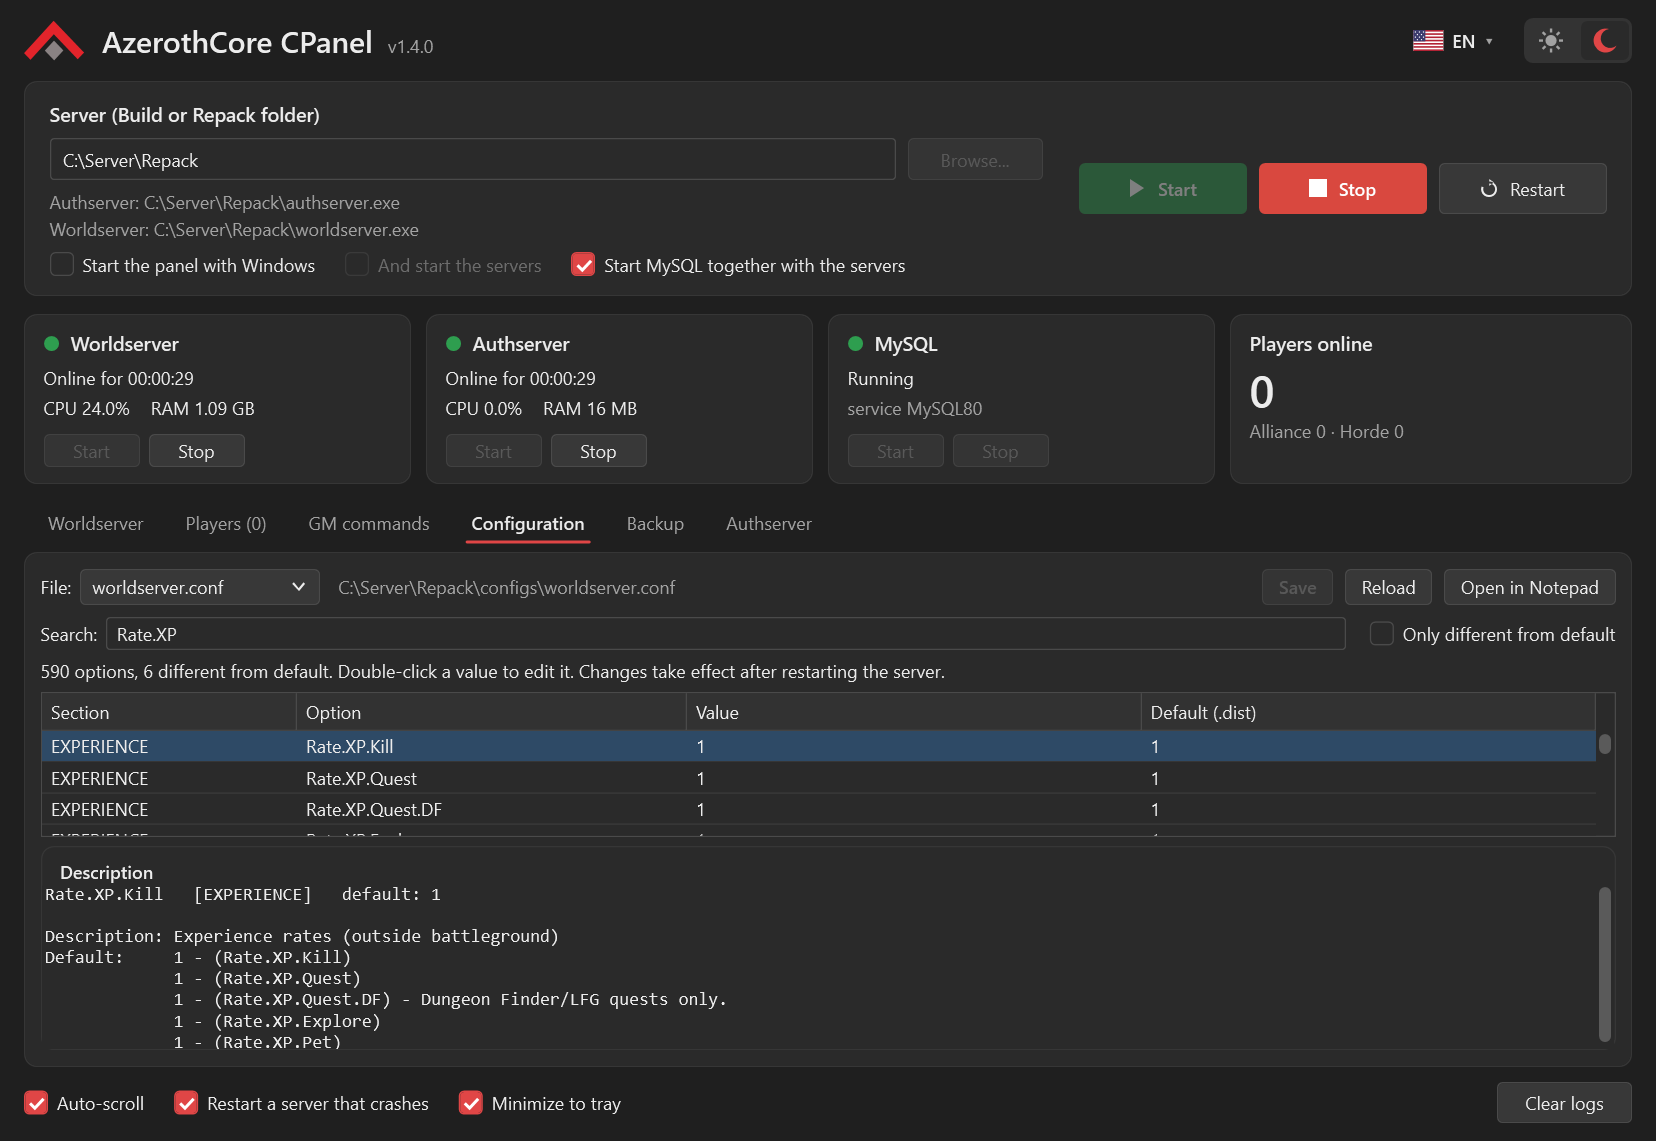 AzerothCore CPanel v1.4.0
EN
Server (Build or Repack folder)
C:\Server\Repack
Browse...
Start
Stop
Restart
Authserver: C:\Server\Repack\authserver.exe
Worldserver: C:\Server\Repack\worldserver.exe
Start the panel with Windows
And start the servers
Start MySQL together with the servers
Worldserver
Online for 00:00:29
CPU 24.0% RAM 1.09 GB
Start
Stop
Authserver
Online for 00:00:29
CPU 0.0% RAM 16 MB
Start
Stop
MySQL
Running
service MySQL80
Start
Stop
Players online
0
Alliance 0 · Horde 0
Worldserver
Players (0)
GM commands
Configuration
Backup
Authserver
File: worldserver.conf
C:\Server\Repack\configs\worldserver.conf
Save
Reload
Open in Notepad
Search: Rate.XP
Only different from default
590 options, 6 different from default. Double-click a value to edit it. Changes take effect after restarting the server.
Section Option Value Default (.dist)
EXPERIENCE Rate.XP.Kill 1 1
EXPERIENCE Rate.XP.Quest 1 1
EXPERIENCE Rate.XP.Quest.DF 1 1
Description
Rate.XP.Kill [EXPERIENCE] default: 1
Description: Experience rates (outside battleground)
Default: 1 - (Rate.XP.Kill)
1 - (Rate.XP.Quest)
1 - (Rate.XP.Quest.DF) - Dungeon Finder/LFG quests only.
1 - (Rate.XP.Explore)
1 - (Rate.XP.Pet)
Auto-scroll
Restart a server that crashes
Minimize to tray
Clear logs